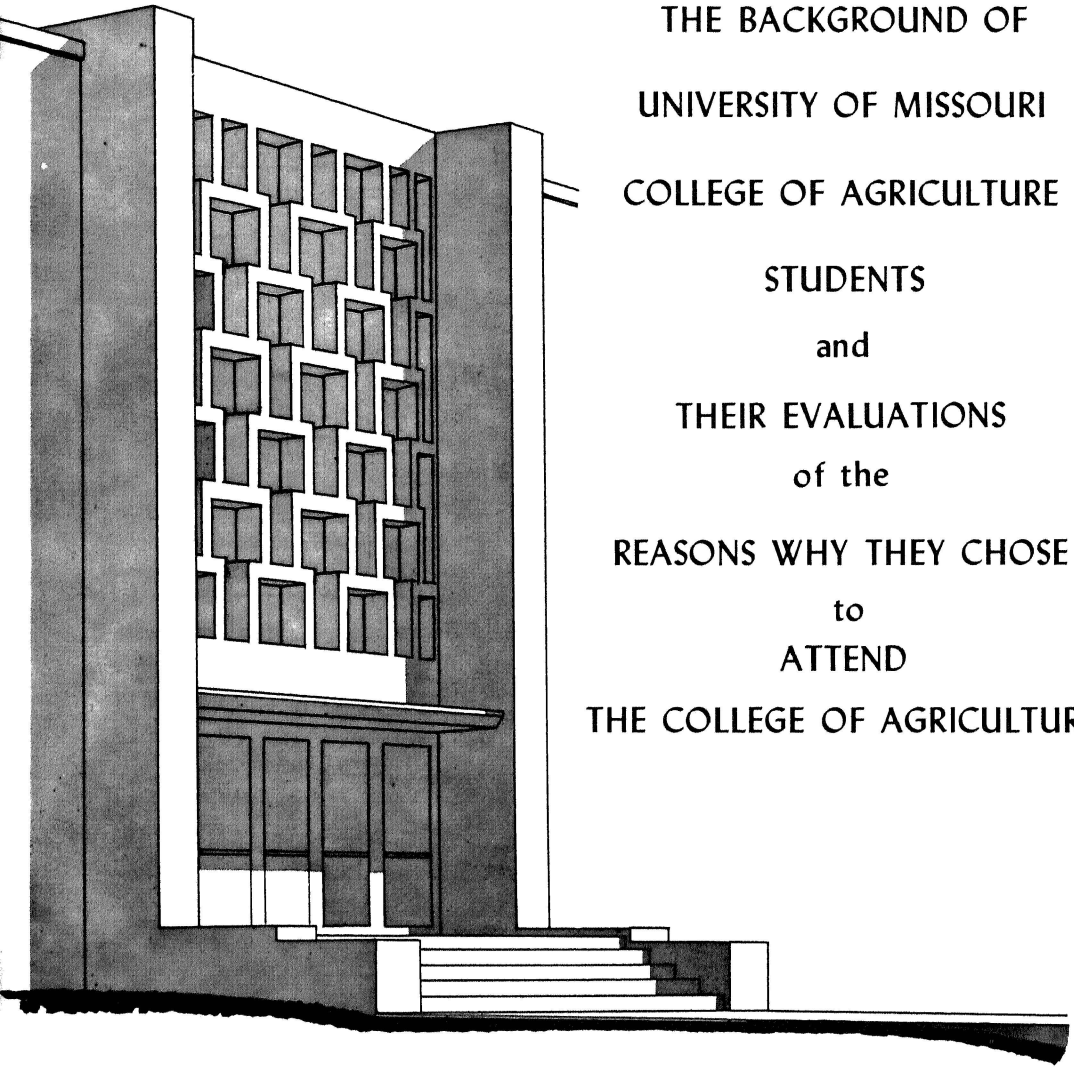 THE BACKGROUND OF
UNIVERSITY OF MISSOURI
COLLEGE OF AGRICULTURE
STUDENTS
and
THEIR EVALUATIONS
of the
REASONS WHY THEY CHOSE
to
ATTEND
THE COLLEGE OF AGRICULTUR